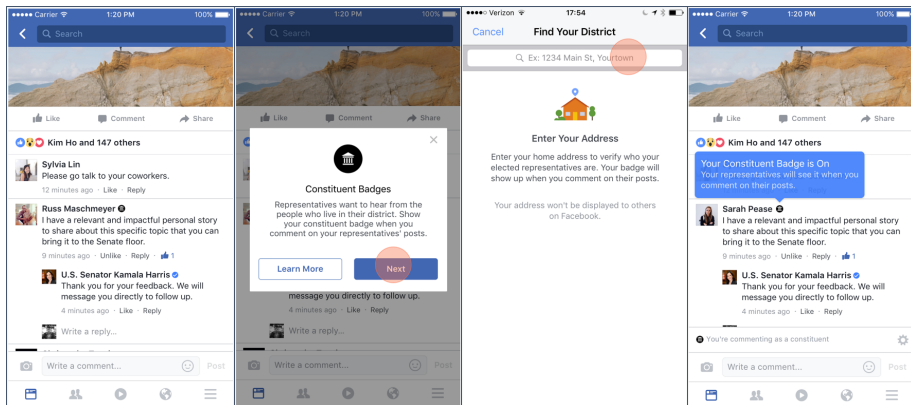 Carrier 1:20 PM 100%
Search
Like Comment Share
Kim Ho and 147 others
Sylvia Lin
Please go talk to your coworkers.
12 minutes ago · Like · Reply
Russ Maschmeyer
I have a relevant and impactful personal story
to share about this specific topic that you can
bring it to the Senate floor.
9 minutes ago · Unlike · Reply · 1
U.S. Senator Kamala Harris
Thank you for your feedback. We will
message you directly to follow up.
4 minutes ago · Like · Reply
Write a reply...
Write a comment... Post
Carrier 1:20 PM 100%
Search
Like Comment Share
Constituent Badges
Representatives want to hear from the
people who live in their district. Show
your constituent badge when you
comment on your representatives' posts.
Learn More Next
message you directly to follow up.
4 minutes ago · Like · Reply
Write a reply...
Write a comment... Post
Verizon 17:54
Cancel Find Your District
Ex: 1234 Main St, Yourtown
Enter Your Address
Enter your home address to verify who your
elected representatives are. Your badge will
show up when you comment on their posts.
Your address won't be displayed to others
on Facebook.
Carrier 1:20 PM 100%
Search
Like Comment Share
Kim Ho and 147 others
Your Constituent Badge is On
Your representatives will see it when you
comment on their posts.
Sarah Pease
I have a relevant and impactful personal story
to share about this specific topic that you can
bring it to the Senate floor.
9 minutes ago · Unlike · Reply · 1
U.S. Senator Kamala Harris
Thank you for your feedback. We will
message you directly to follow up.
4 minutes ago · Like · Reply
You're commenting as a constituent
Write a comment... Post